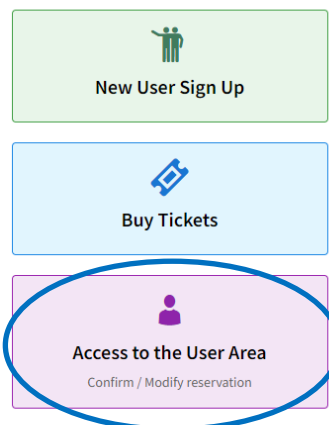 New User Sign Up
Buy Tickets
Access to the User Area
Confirm / Modify reservation